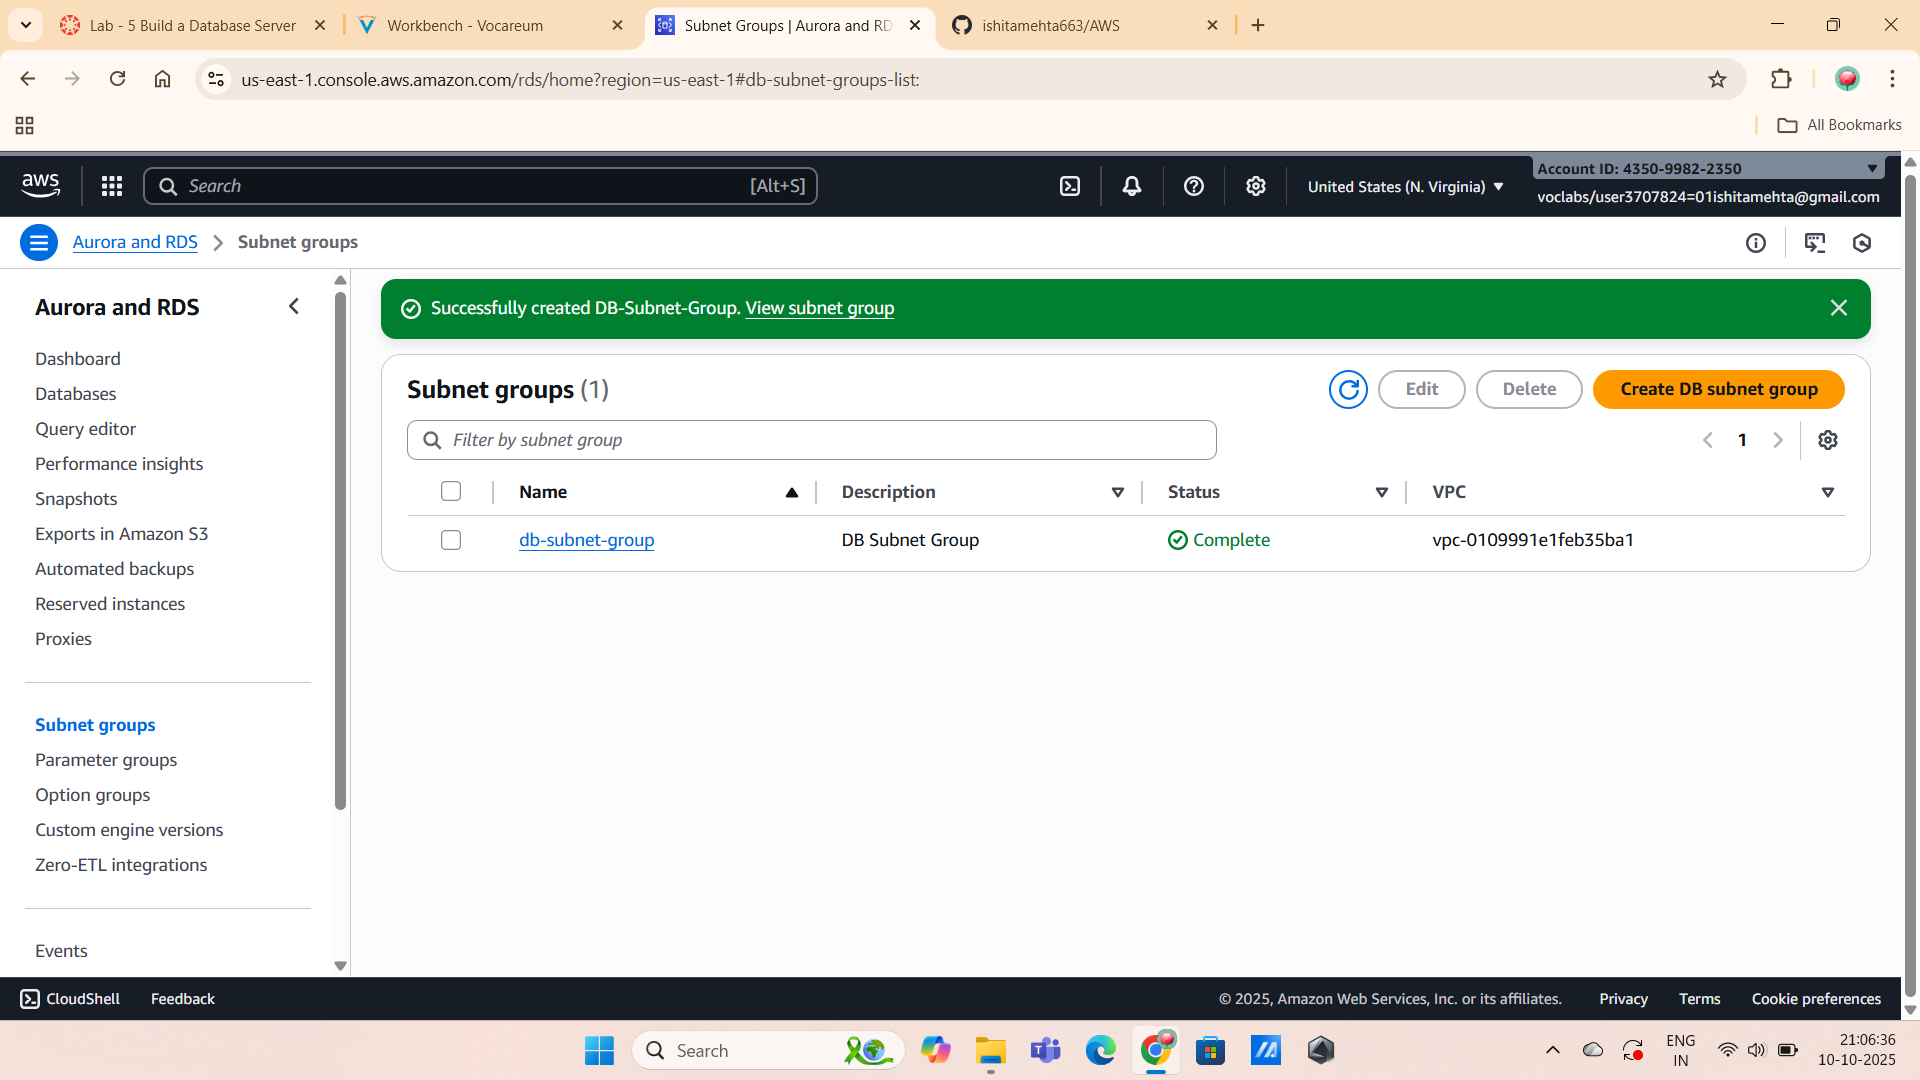 Lab - 5 Build a Database Server
Workbench - Vocareum
Subnet Groups | Aurora and RD
ishitamehta663/AWS
us-east-1.console.aws.amazon.com/rds/home?region=us-east-1#db-subnet-groups-list:
All Bookmarks
aws
Search
[Alt+S]
United States (N. Virginia)
Account ID: 4350-9982-2350
voclabs/user3707824=01ishitamehta@gmail.com
Aurora and RDS
Subnet groups
Aurora and RDS
Dashboard
Databases
Query editor
Performance insights
Snapshots
Exports in Amazon S3
Automated backups
Reserved instances
Proxies
Subnet groups
Parameter groups
Option groups
Custom engine versions
Zero-ETL integrations
Events
Successfully created DB-Subnet-Group. View subnet group
Subnet groups (1)
Edit
Delete
Create DB subnet group
Filter by subnet group
1
Name
Description
Status
VPC
db-subnet-group
DB Subnet Group
Complete
vpc-0109991e1feb35ba1
CloudShell
Feedback
© 2025, Amazon Web Services, Inc. or its affiliates.
Privacy
Terms
Cookie preferences
Search
ENG
IN
21:06:36
10-10-2025